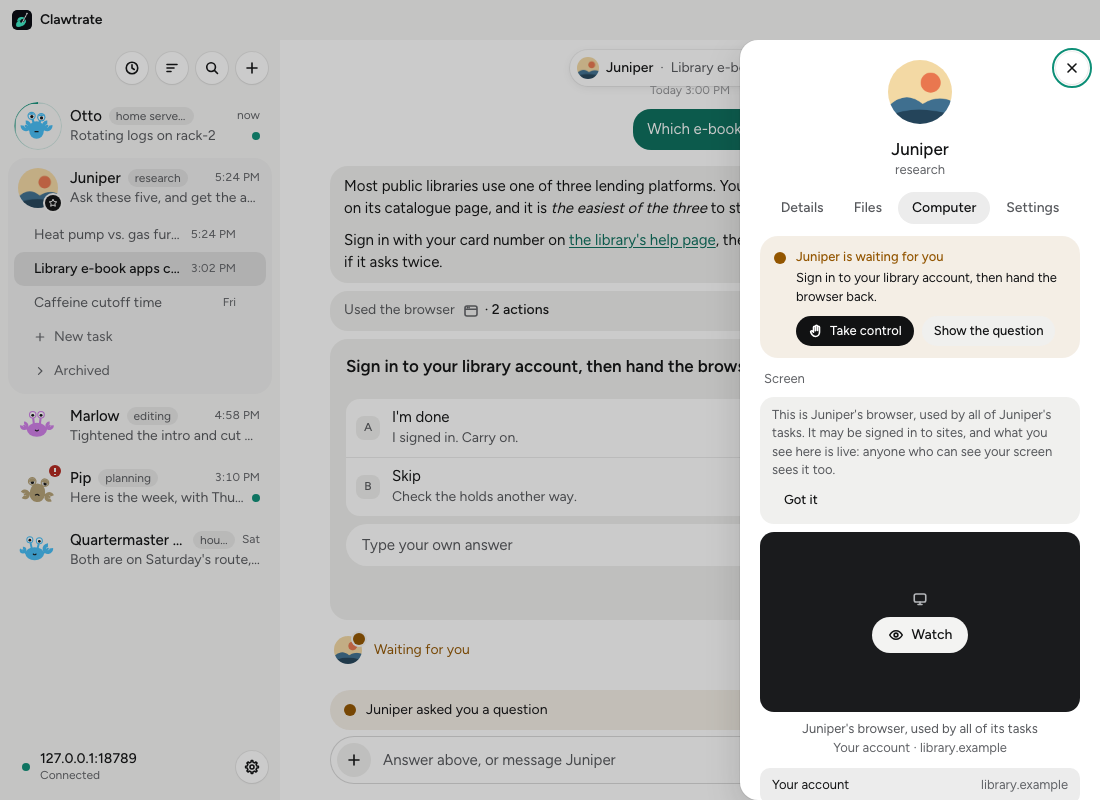 Clawtrate
Otto
home serve…
now
Rotating logs on rack-2
Juniper
research
5:24 PM
Ask these five, and get the a…
Heat pump vs. gas fur…
5:24 PM
Library e-book apps c…
3:02 PM
Caffeine cutoff time
Fri
New task
Archived
Marlow
editing
4:58 PM
Tightened the intro and cut …
Pip
planning
3:10 PM
Here is the week, with Thu…
Quartermaster …
hou…
Sat
Both are on Saturday's route,…
127.0.0.1:18789
Connected
Juniper · Library e-b
Today 3:00 PM
Which e-book
Most public libraries use one of three lending platforms.
on its catalogue page, and it is the easiest of the three to
Sign in with your card number on the library's help page,
if it asks twice.
Used the browser · 2 actions
Sign in to your library account, then hand the
A
I'm done
I signed in. Carry on.
B
Skip
Check the holds another way.
Type your own answer
Waiting for you
Juniper asked you a question
Answer above, or message Juniper
Juniper
research
Details
Files
Computer
Settings
Juniper is waiting for you
Sign in to your library account, then hand the
browser back.
Take control
Show the question
Screen
This is Juniper's browser, used by all of Juniper's
tasks. It may be signed in to sites, and what you
see here is live: anyone who can see your screen
sees it too.
Got it
Watch
Juniper's browser, used by all of its tasks
Your account · library.example
Your account
library.example